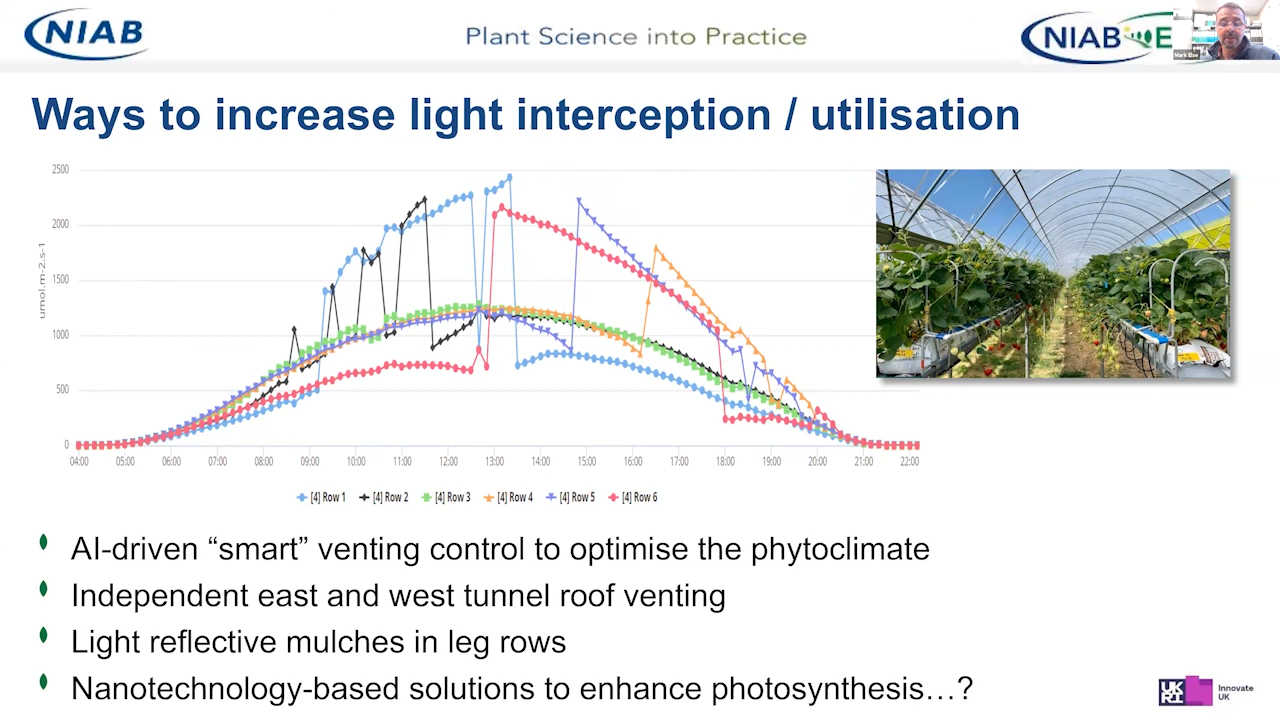 NIAB
Plant Science into Practice
NIAB E
Mark Else
Ways to increase light interception / utilisation
umol.m-2.s-1
2500
2000
1500
1000
500
0
04:00 05:00 06:00 07:00 08:00 09:00 10:00 11:00 12:00 13:00 14:00 15:00 16:00 17:00 18:00 19:00 20:00 21:00 22:00
[4] Row 1 [4] Row 2 [4] Row 3 [4] Row 4 [4] Row 5 [4] Row 6
AI-driven “smart” venting control to optimise the phytoclimate
Independent east and west tunnel roof venting
Light reflective mulches in leg rows
Nanotechnology-based solutions to enhance photosynthesis…?
UKRI
Innovate
UK